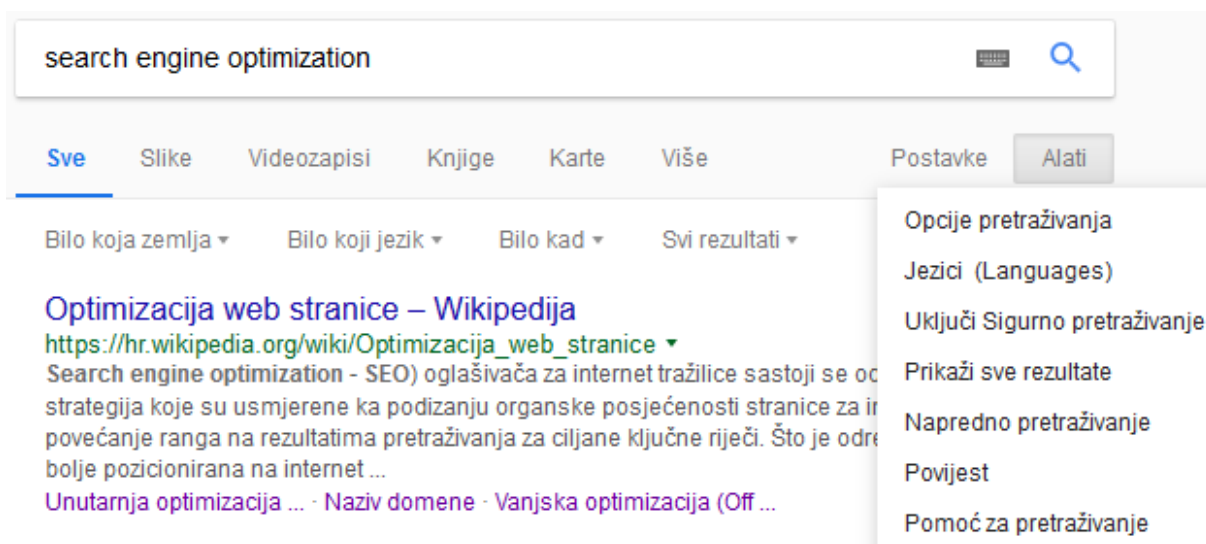 search engine optimization
Sve Slike Videozapisi Knjige Karte Više Postavke Alati
Bilo koja zemlja Bilo koji jezik Bilo kad Svi rezultati
Optimizacija web stranice – Wikipedija
https://hr.wikipedia.org/wiki/Optimizacija_web_stranice
Search engine optimization - SEO) oglašivača za internet tražilice sastoji se
strategija koje su usmjerene ka podizanju organske posjećenosti stranice za
povećanje ranga na rezultatima pretraživanja za ciljane ključne riječi. Što je
bolje pozicionirana na internet ...
Unutarnja optimizacija ... · Naziv domene · Vanjska optimizacija (Off ...
Opcije pretraživanja
Jezici (Languages)
Uključi Sigurno pretraživanje
Prikaži sve rezultate
Napredno pretraživanje
Povijest
Pomoć za pretraživanje